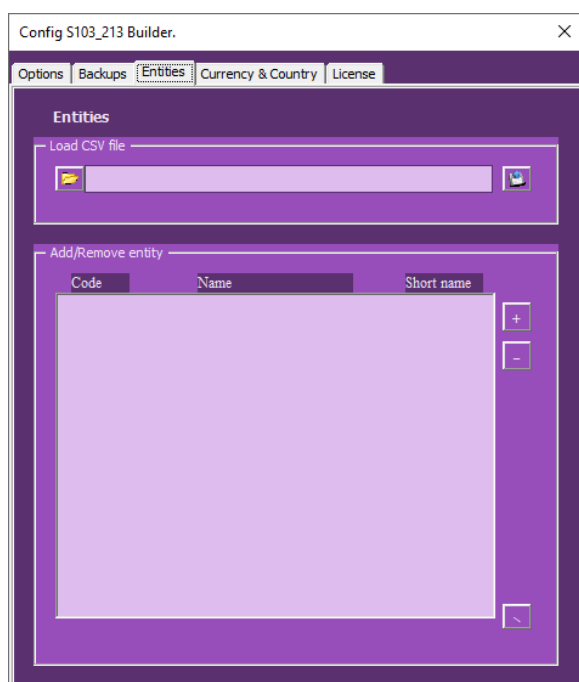 Config S103_213 Builder.
Options Backups Entities Currency & Country License
Entities
Load CSV file
Add/Remove entity
Code Name Short name
+
-